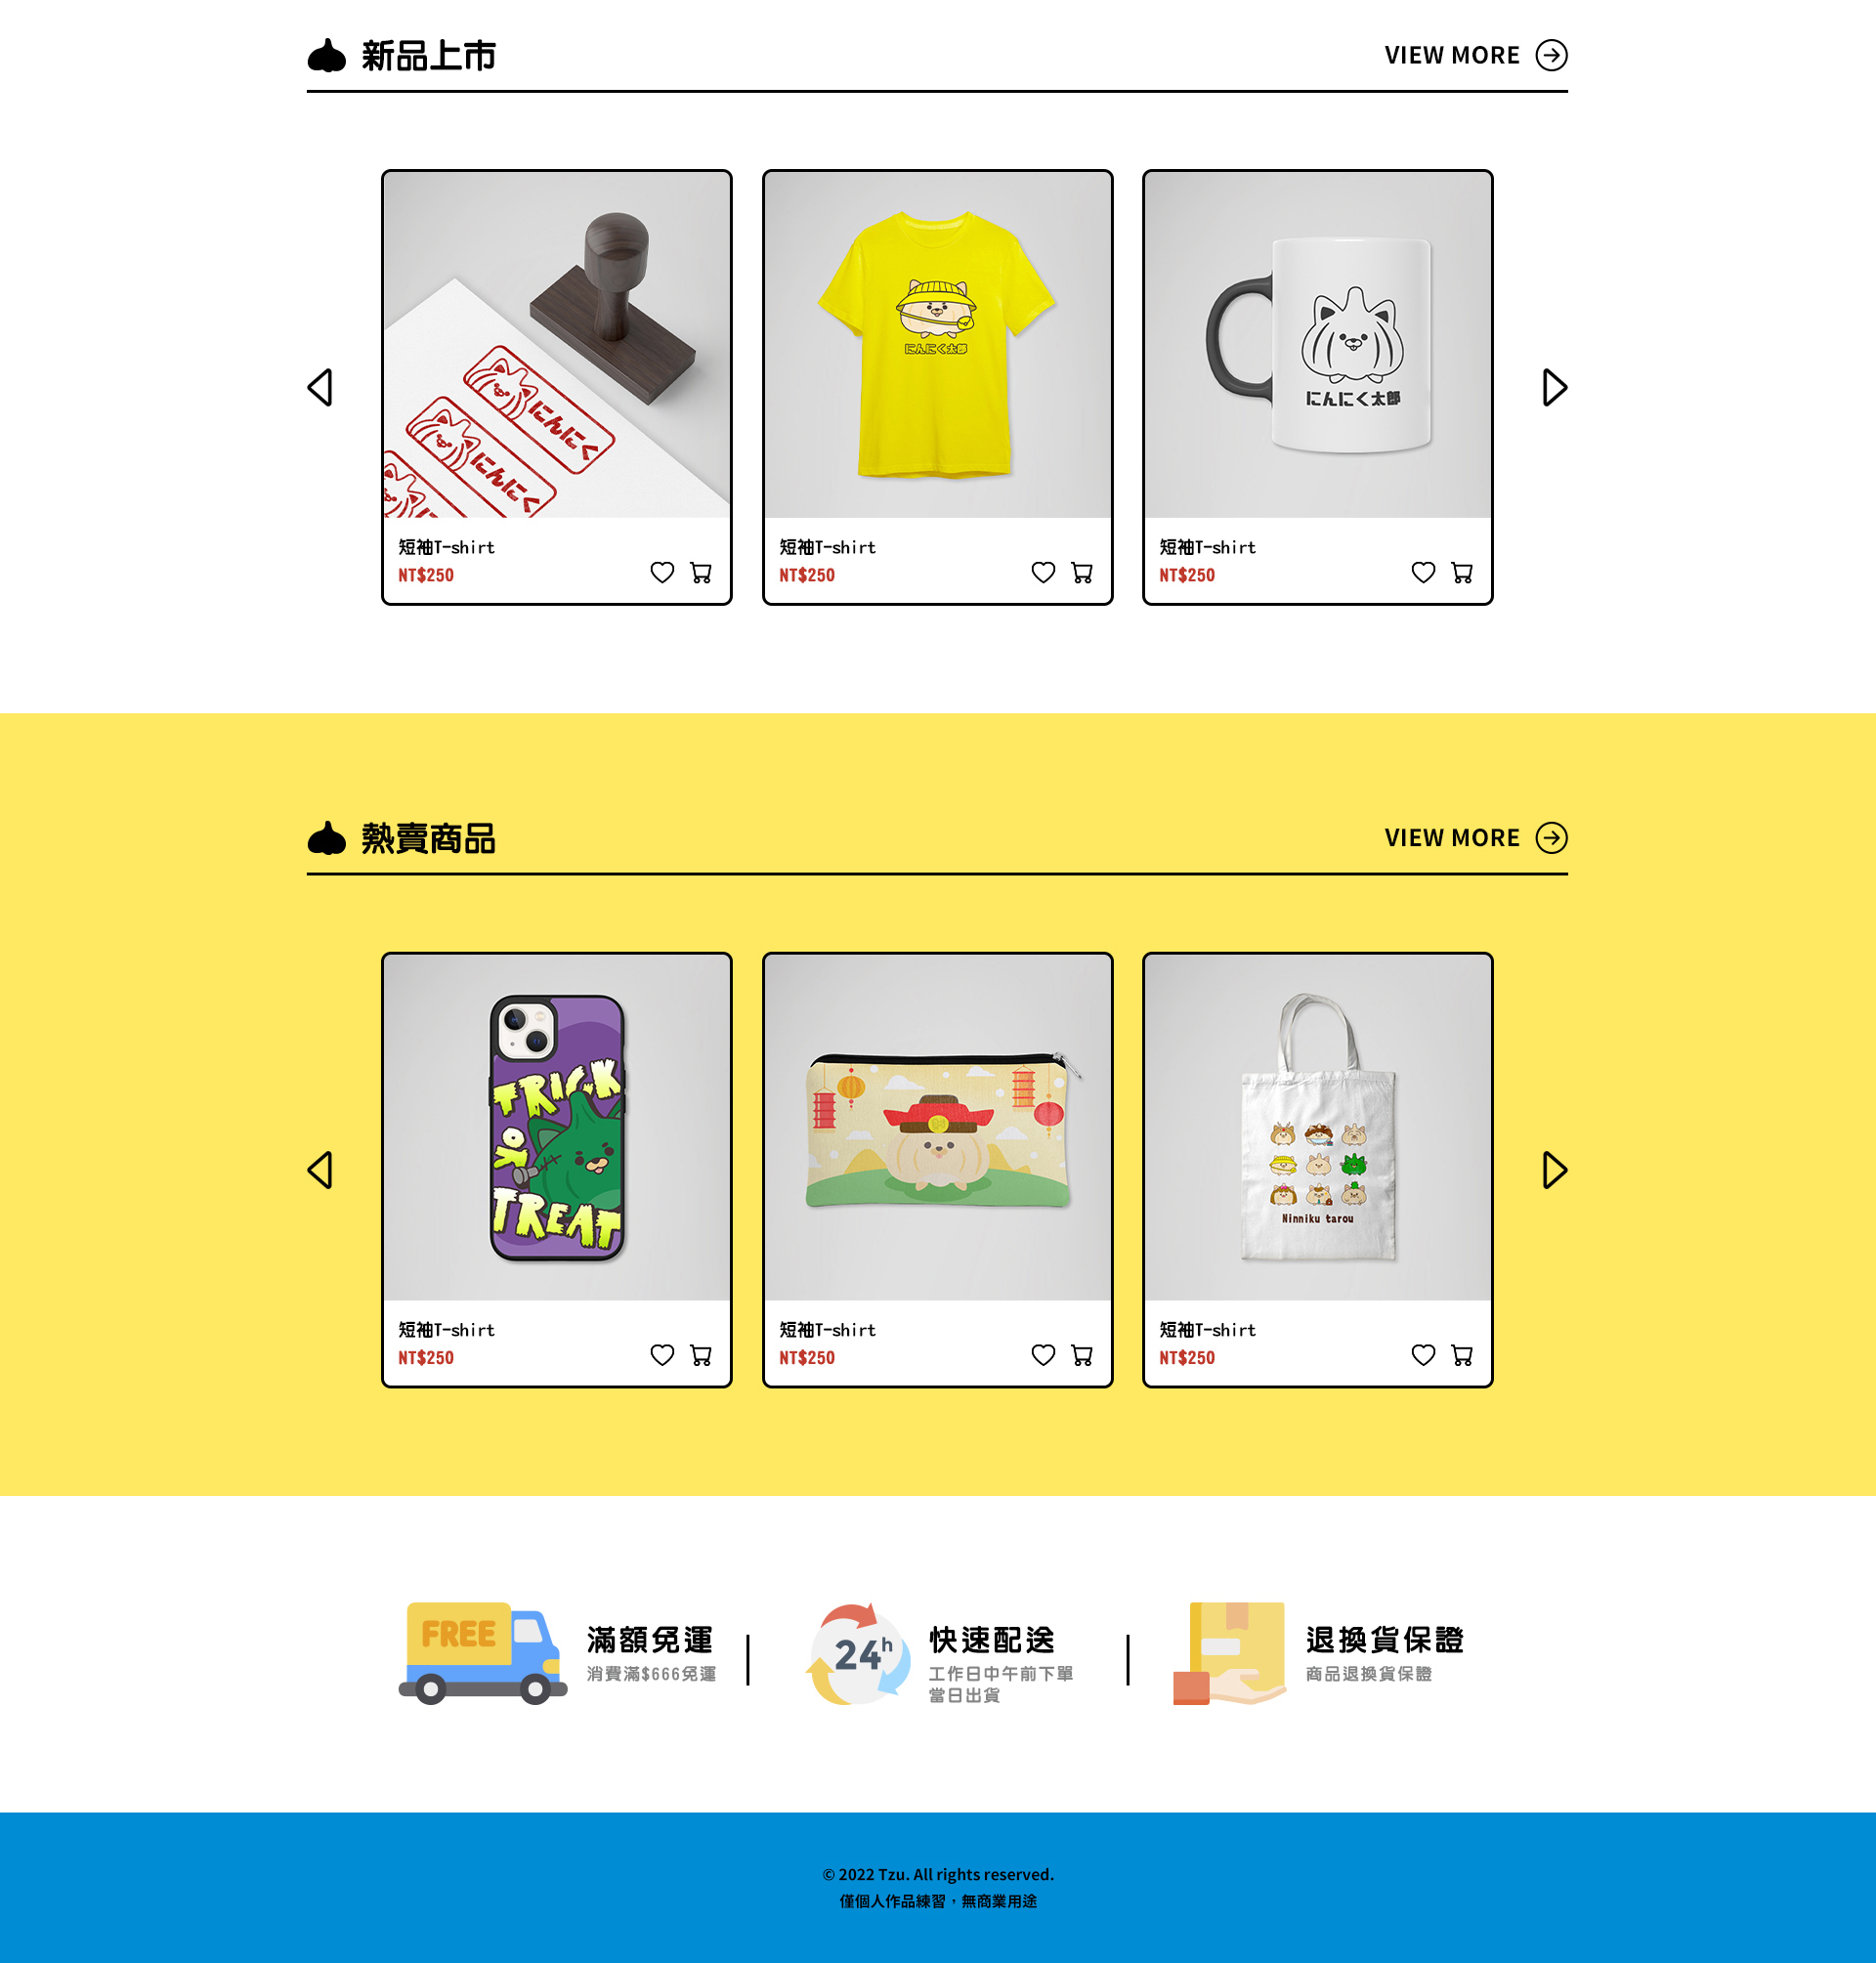 新品上市
VIEW MORE
にんにく
にんにく
にんにく太郎
にんにく太郎
短袖T-shirt
NT$250
短袖T-shirt
NT$250
短袖T-shirt
NT$250
熱賣商品
VIEW MORE
TRICK
OR
TREAT
Ninniku tarou
短袖T-shirt
NT$250
短袖T-shirt
NT$250
短袖T-shirt
NT$250
FREE
滿額免運
消費滿$666免運
24h
快速配送
工作日中午前下單
當日出貨
退換貨保證
商品退換貨保證
© 2022 Tzu. All rights reserved.
僅個人作品練習，無商業用途